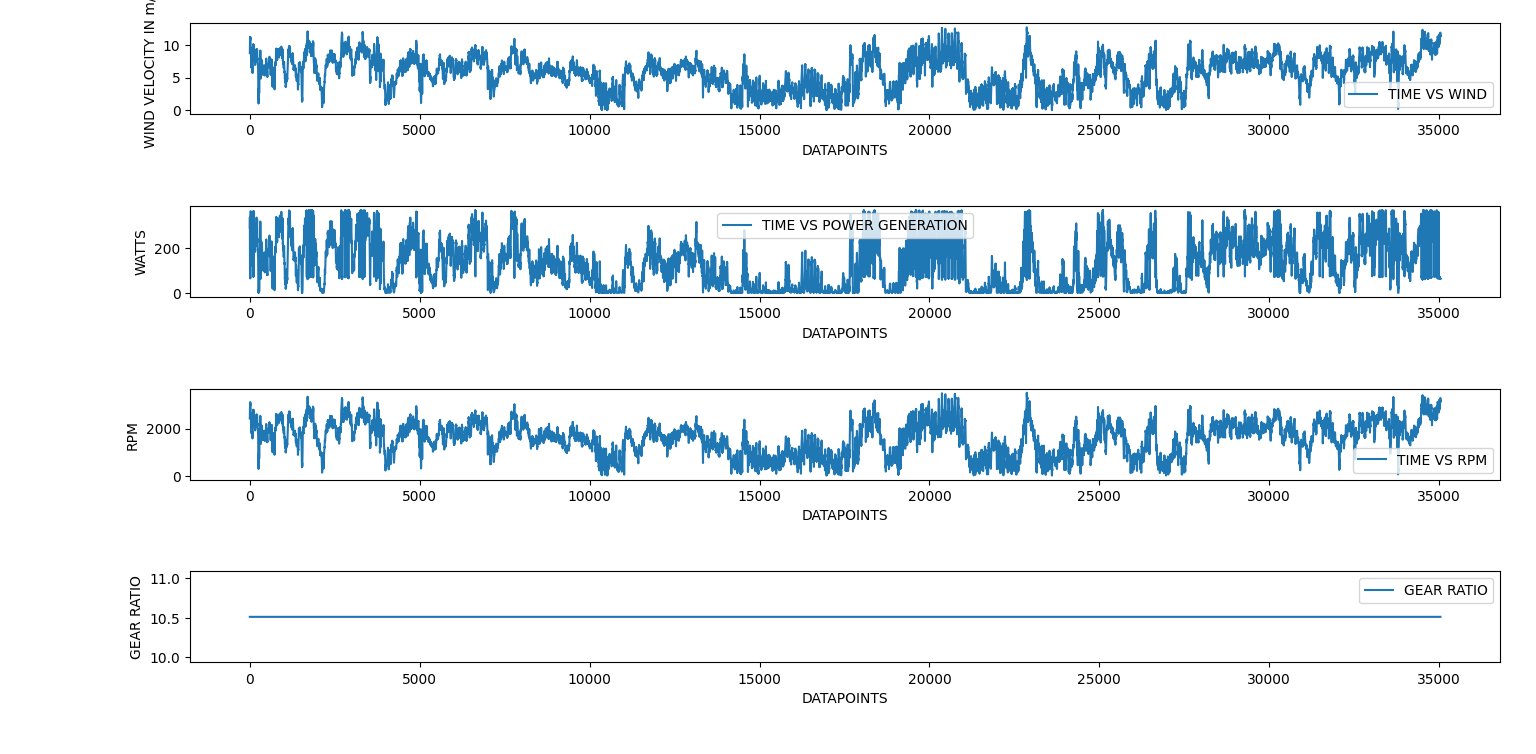 WIND VELOCITY IN m/
10
5
0
TIME VS WIND
0 5000 10000 15000 20000 25000 30000 35000
DATAPOINTS
WATTS
200
0
TIME VS POWER GENERATION
0 5000 10000 15000 20000 25000 30000 35000
DATAPOINTS
RPM
2000
0
TIME VS RPM
0 5000 10000 15000 20000 25000 30000 35000
DATAPOINTS
GEAR RATIO
11.0
10.5
10.0
GEAR RATIO
0 5000 10000 15000 20000 25000 30000 35000
DATAPOINTS